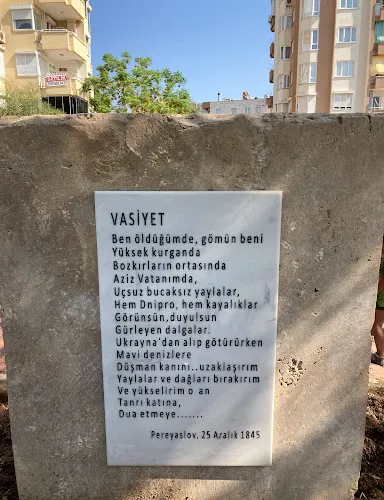 VASİYET
Ben öldüğümde, gömün beni
Yüksek kurganda
Bozkırların ortasında
Aziz Vatanımda,
Uçsuz bucaksız yaylalar,
Hem Dnipro, hem kayalıklar
Görünsün,duyulsun
Gürleyen dalgalar.
Ukrayna'dan alıp götürürken
Mavi denizlere
Düşman kanını..uzaklaşırım
Yaylalar ve dağları bırakırım
Ve yükselirim o an
Tanrı katına,
Dua etmeye.......
Pereyaslov, 25 Aralık 1845